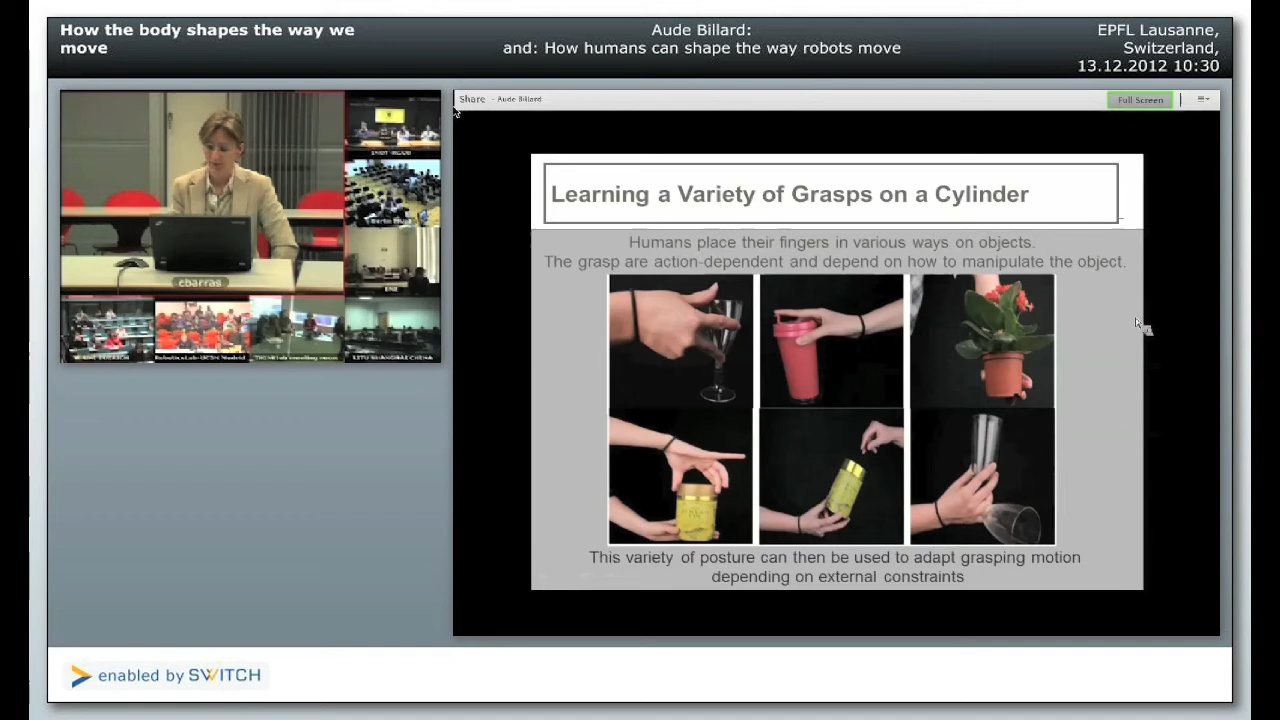 How the body shapes the way we
move
Aude Billard:
and: How humans can shape the way robots move
EPFL Lausanne,
Switzerland,
13.12.2012 10:30
Share - Aude Billard
Full Screen
cbarras
Learning a Variety of Grasps on a Cylinder
Humans place their fingers in various ways on objects.
The grasp are action-dependent and depend on how to manipulate the object.
This variety of posture can then be used to adapt grasping motion
depending on external constraints
enabled by SWITCH